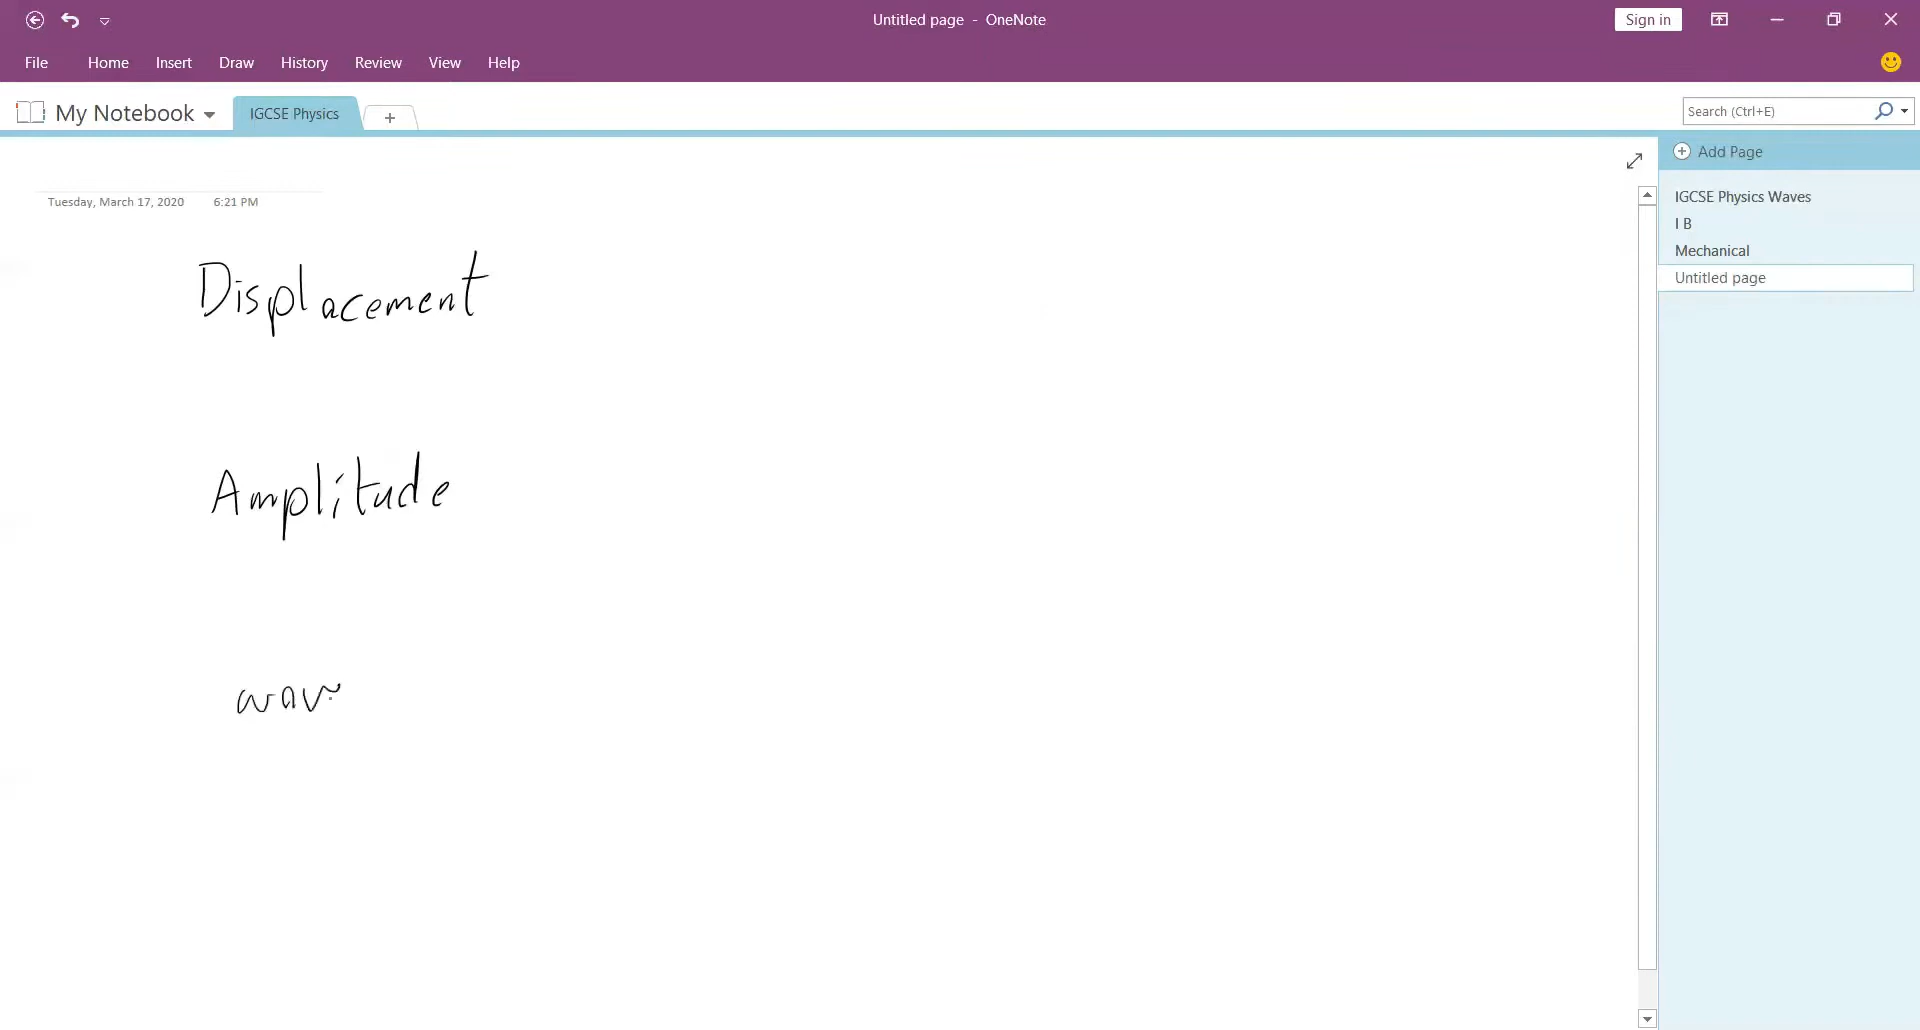 Untitled page - OneNote
Sign in
File Home Insert Draw History Review View Help
My Notebook
IGCSE Physics
+
Search (Ctrl+E)
Add Page
Tuesday, March 17, 2020 6:21 PM
IGCSE Physics Waves
I B
Mechanical
Untitled page
Displacement
Amplitude
wav